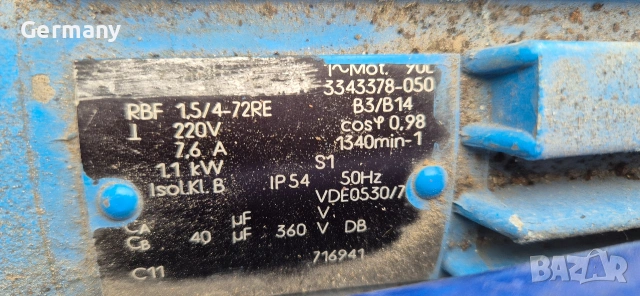 Germany
Mot. 90L
3343378-050
RBF 1,5/4-72RE B3/B14
⊥ 220V cosφ 0,98
7,6 A 1340min-1
1,1 kW S1
Isol.Kl. B IP54 50Hz
VDE0530/7
CA µF V
CB 40 µF 360 V DB
C11 716941
BAZAR.bg